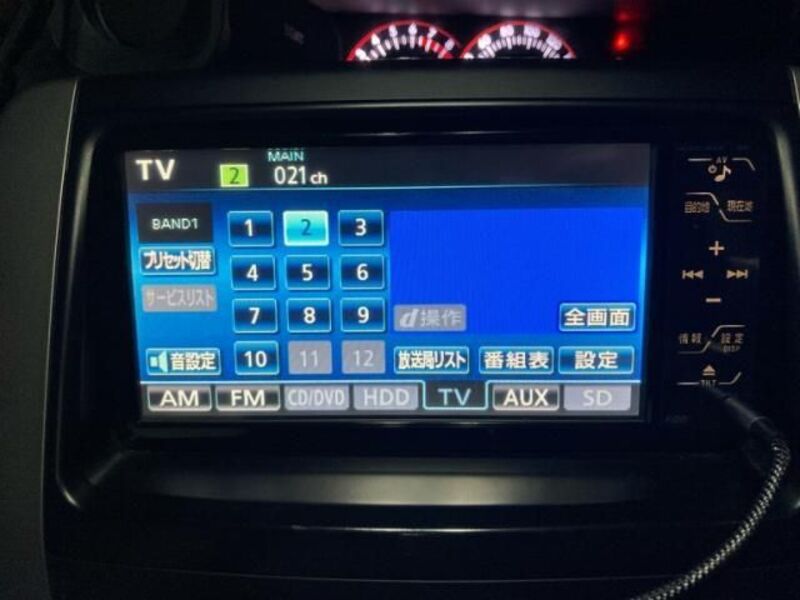 TV
2
MAIN
021ch
BAND1
1
2
3
プリセット切替
4
5
6
サービスリスト
7
8
9
d操作
全画面
音設定
10
11
12
放送局リスト
番組表
設定
AM
FM
CD/DVD
HDD
TV
AUX
SD
AV
目的地
現在地
+
−
情報
設定
DISP
TILT